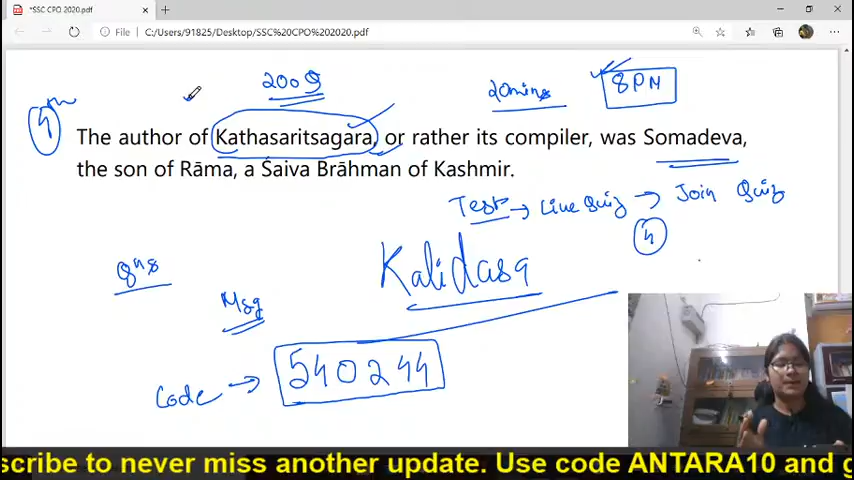 *SSC CPO 2020.pdf
File C:/Users/91825/Desktop/SSC%20CPO%202020.pdf
2009
20mins
8PM
4
The author of Kathasaritsagara, or rather its compiler, was Somadeva,
the son of Rāma, a Śaiva Brāhman of Kashmir.
Test → Live Quiz → Join Quiz
4
Kalidasa
Msg
540244
Code →
scribe to never miss another update. Use code ANTARA10 and g